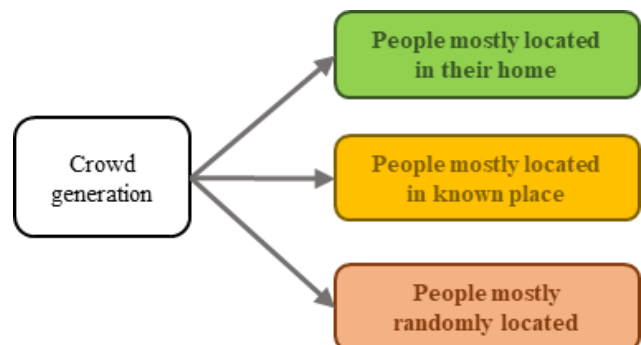 People mostly located
in their home
Crowd
generation
People mostly located
in known place
People mostly
randomly located